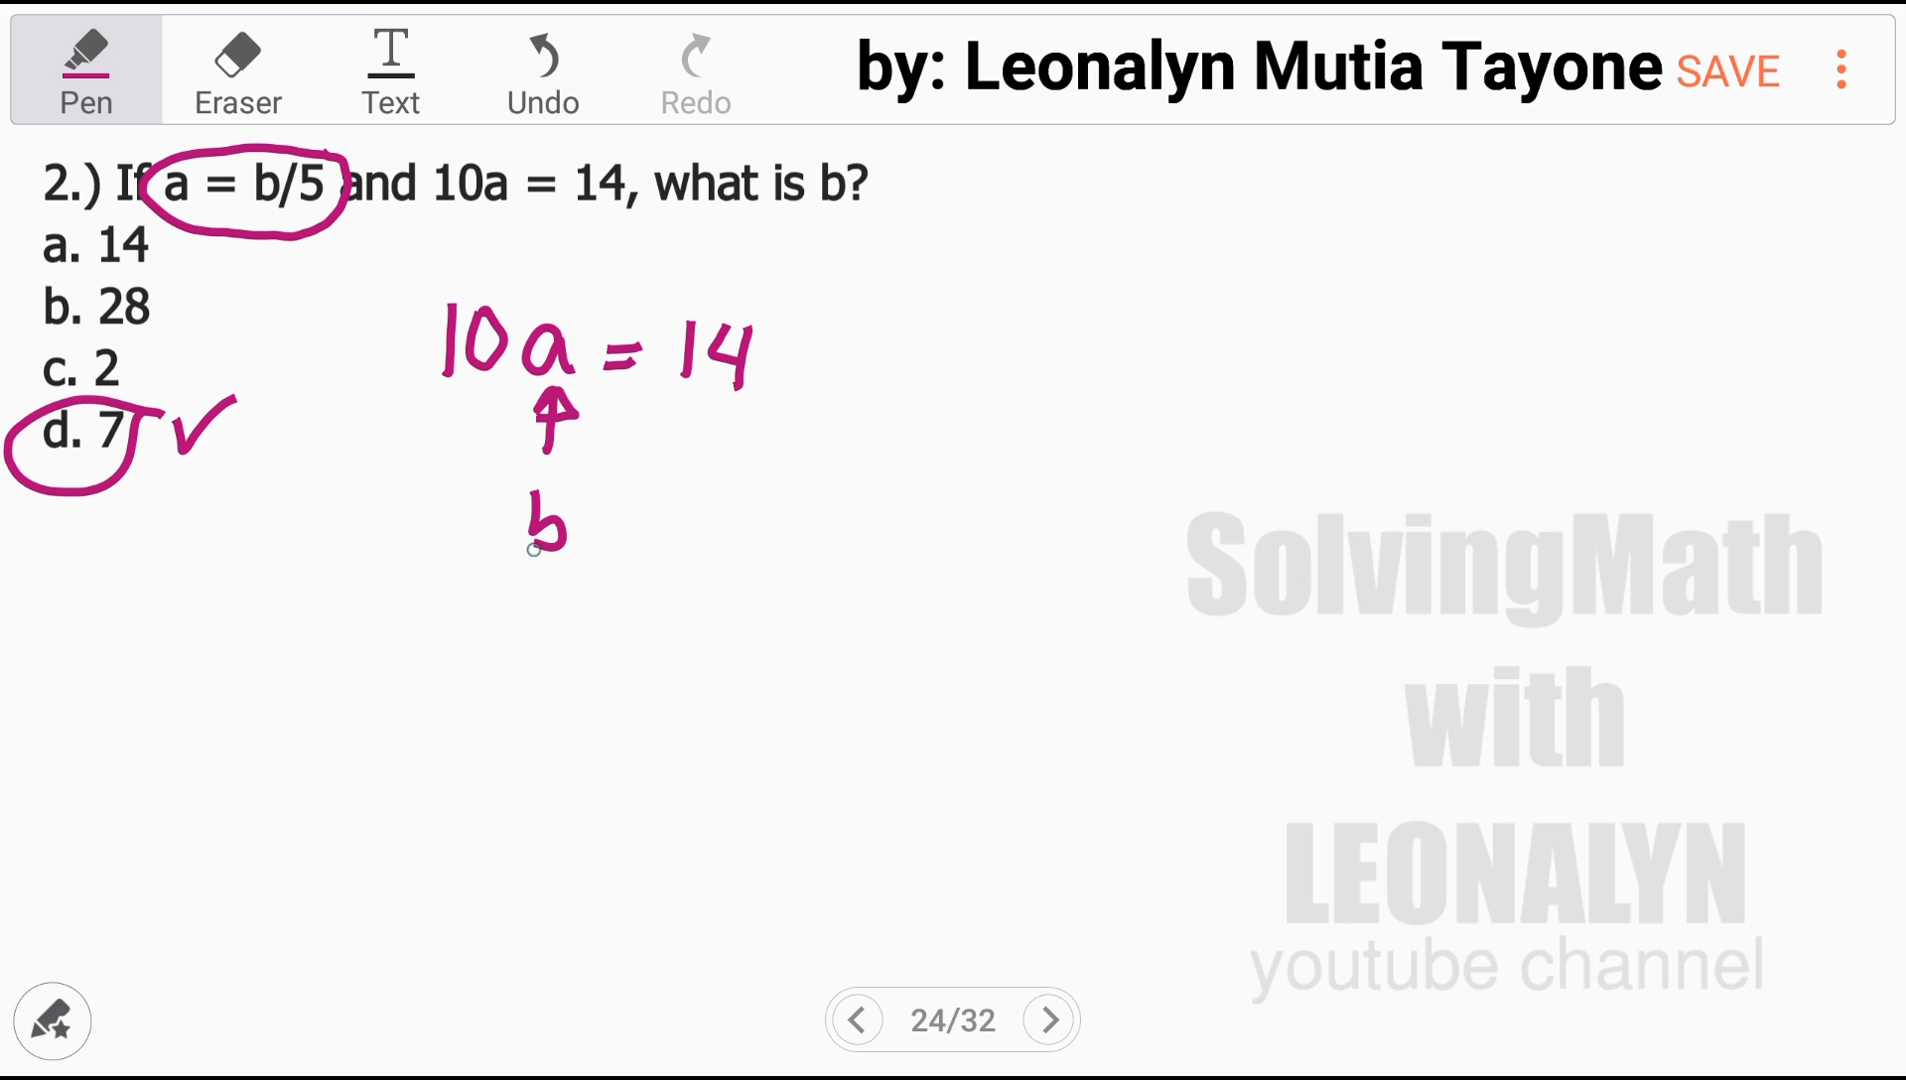 Pen Eraser Text Undo Redo by: Leonalyn Mutia Tayone SAVE
2.) If a = b/5 and 10a = 14, what is b?
a. 14
b. 28
c. 2
d. 7
10a = 14
b
SolvingMath
with
LEONALYN
youtube channel
24/32